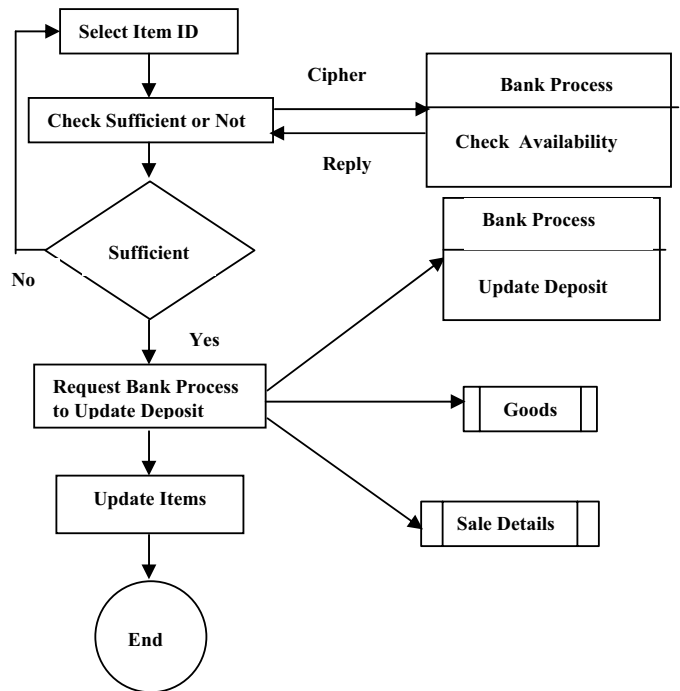 Select Item ID
Cipher
Bank Process
Check Sufficient or Not
Check Availability
Reply
Bank Process
Sufficient
No
Update Deposit
Yes
Request Bank Process
to Update Deposit
Goods
Update Items
Sale Details
End